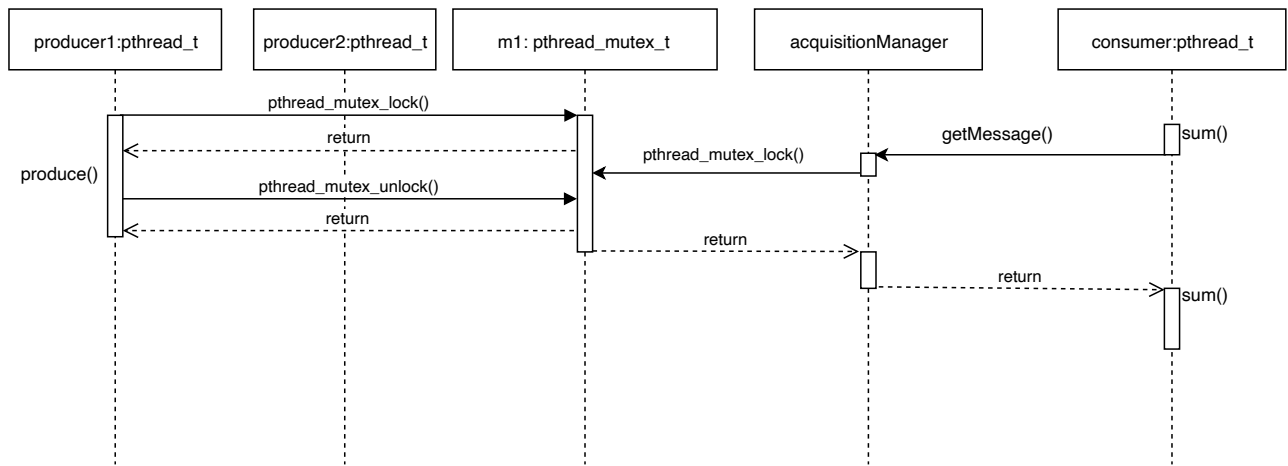 producer1:pthread_t
producer2:pthread_t
m1: pthread_mutex_t
acquisitionManager
consumer:pthread_t
pthread_mutex_lock()
getMessage()
sum()
return
pthread_mutex_lock()
produce()
pthread_mutex_unlock()
return
return
return
sum()